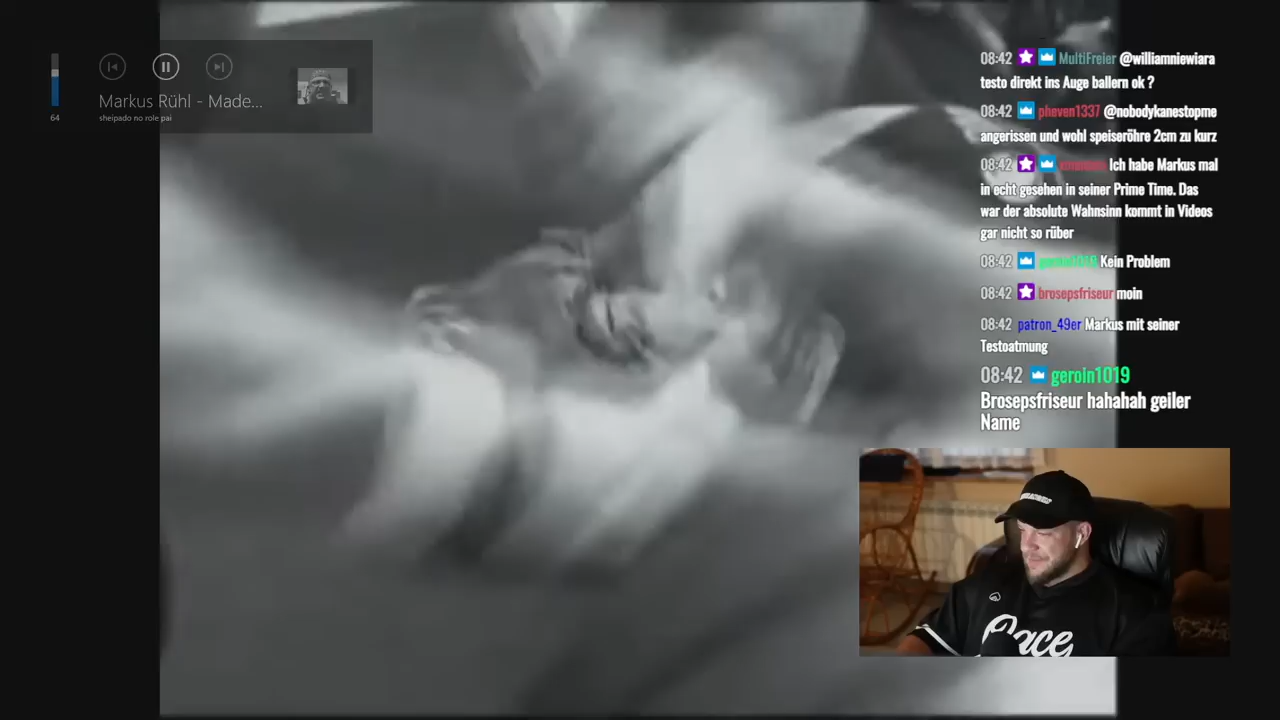 64
Markus Rühl - Made...
sheipado no role pai
08:42 MultiFreier @williamniewiara
testo direkt ins Auge ballern ok ?
08:42 pheven1337 @nobodykanestopme
angerissen und wohl speiseröhre 2cm zu kurz
08:42 Ich habe Markus mal
in echt gesehen in seiner Prime Time. Das
war der absolute Wahnsinn kommt in Videos
gar nicht so rüber
08:42 geroin1019 Kein Problem
08:42 brosepsfriseur moin
08:42 patron_49er Markus mit seiner
Testoatmung
08:42 geroin1019
Brosepsfriseur hahahah geiler
Name